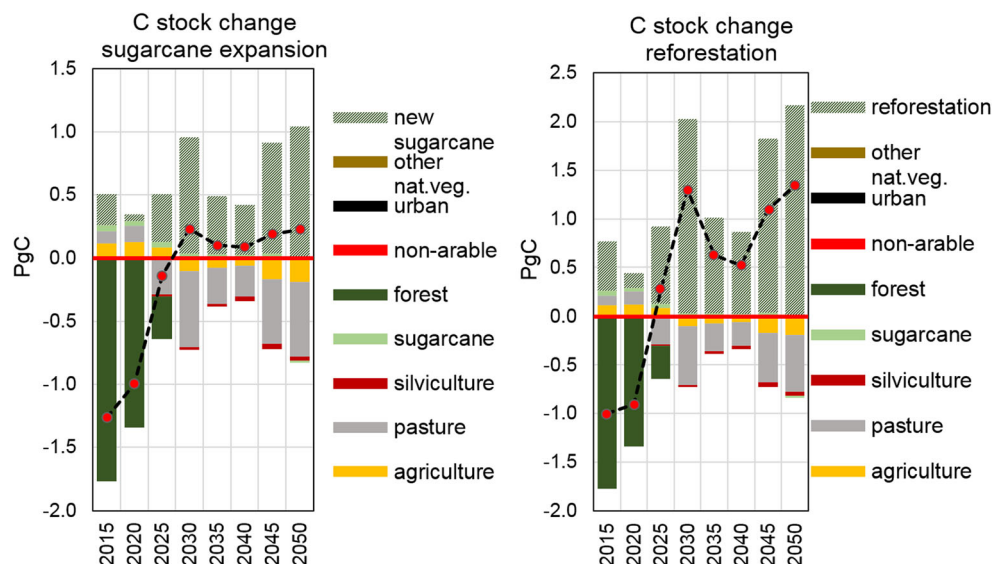 C stock change
sugarcane expansion
PgC
1.5
1.0
0.5
0.0
-0.5
-1.0
-1.5
-2.0
2015
2020
2025
2030
2035
2040
2045
2050
new
sugarcane
other
nat.veg.
urban
non-arable
forest
sugarcane
silviculture
pasture
agriculture
C stock change
reforestation
2.5
2.0
1.5
1.0
0.5
0.0
-0.5
-1.0
-1.5
-2.0
2015
2020
2025
2030
2035
2040
2045
2050
reforestation
other
nat.veg.
urban
non-arable
forest
sugarcane
silviculture
pasture
agriculture